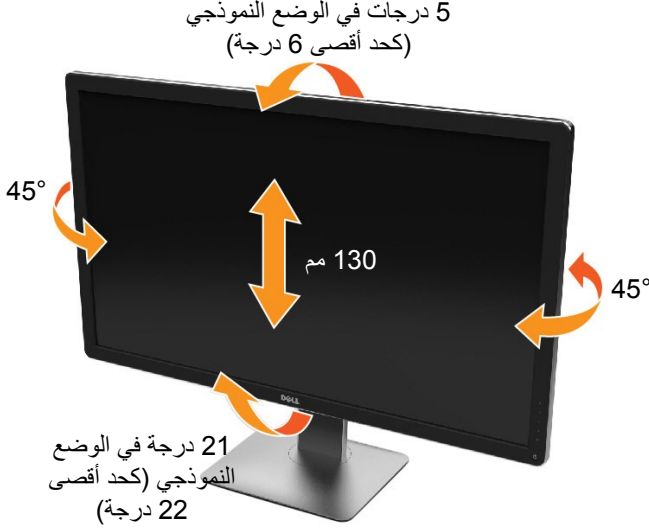 5 درجات في الوضع النموذجي
(كحد أقصى 6 درجة)
45°
130 مم
45°
DELL
21 درجة في الوضع
النموذجي (كحد أقصى
22 درجة)